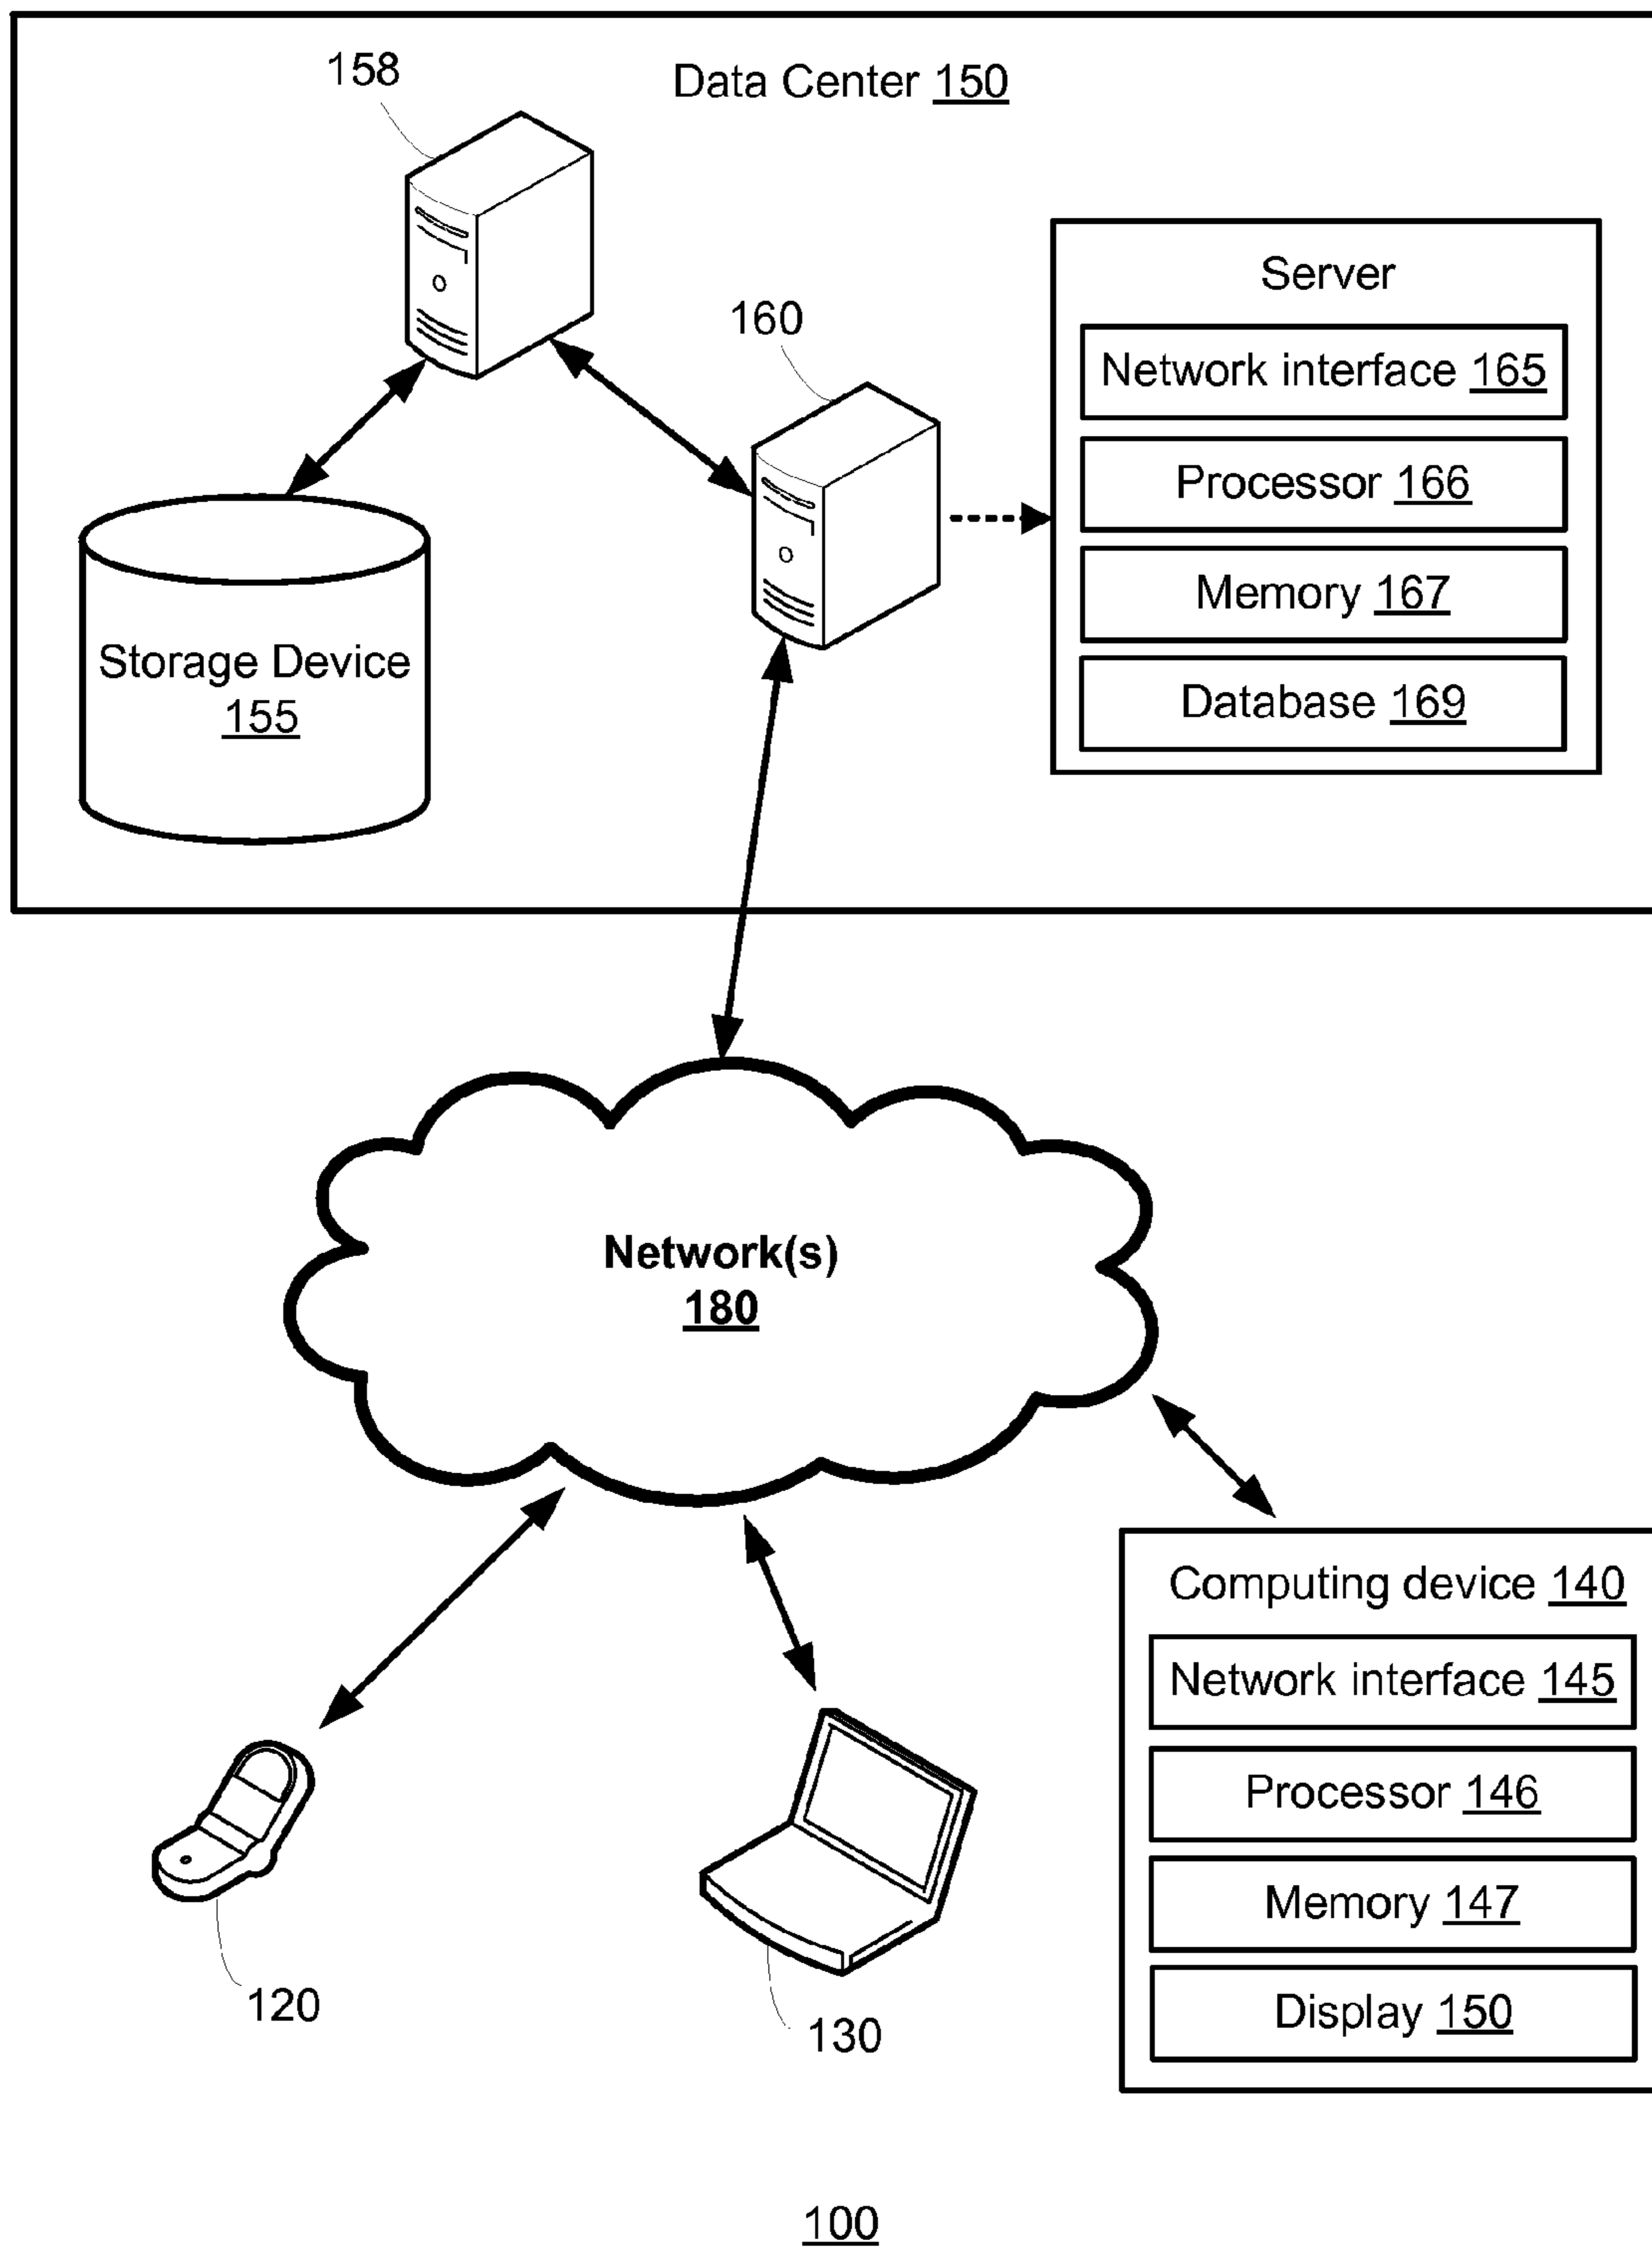 Data Center 150
158
160
Server
Network interface 165
Processor 166
Memory 167
Database 169
Storage Device
155
Network(s)
180
Computing device 140
Network interface 145
Processor 146
Memory 147
Display 150
120
130
100